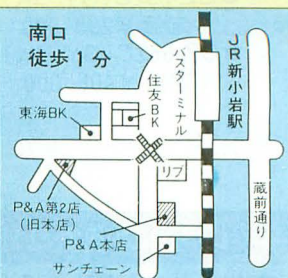 南口
徒歩1分
JR新小岩駅
バスターミナル
住友BK
東海BK
リブ
蔵前通り
P&A第2店
(旧本店)
P&A本店
サンチェーン